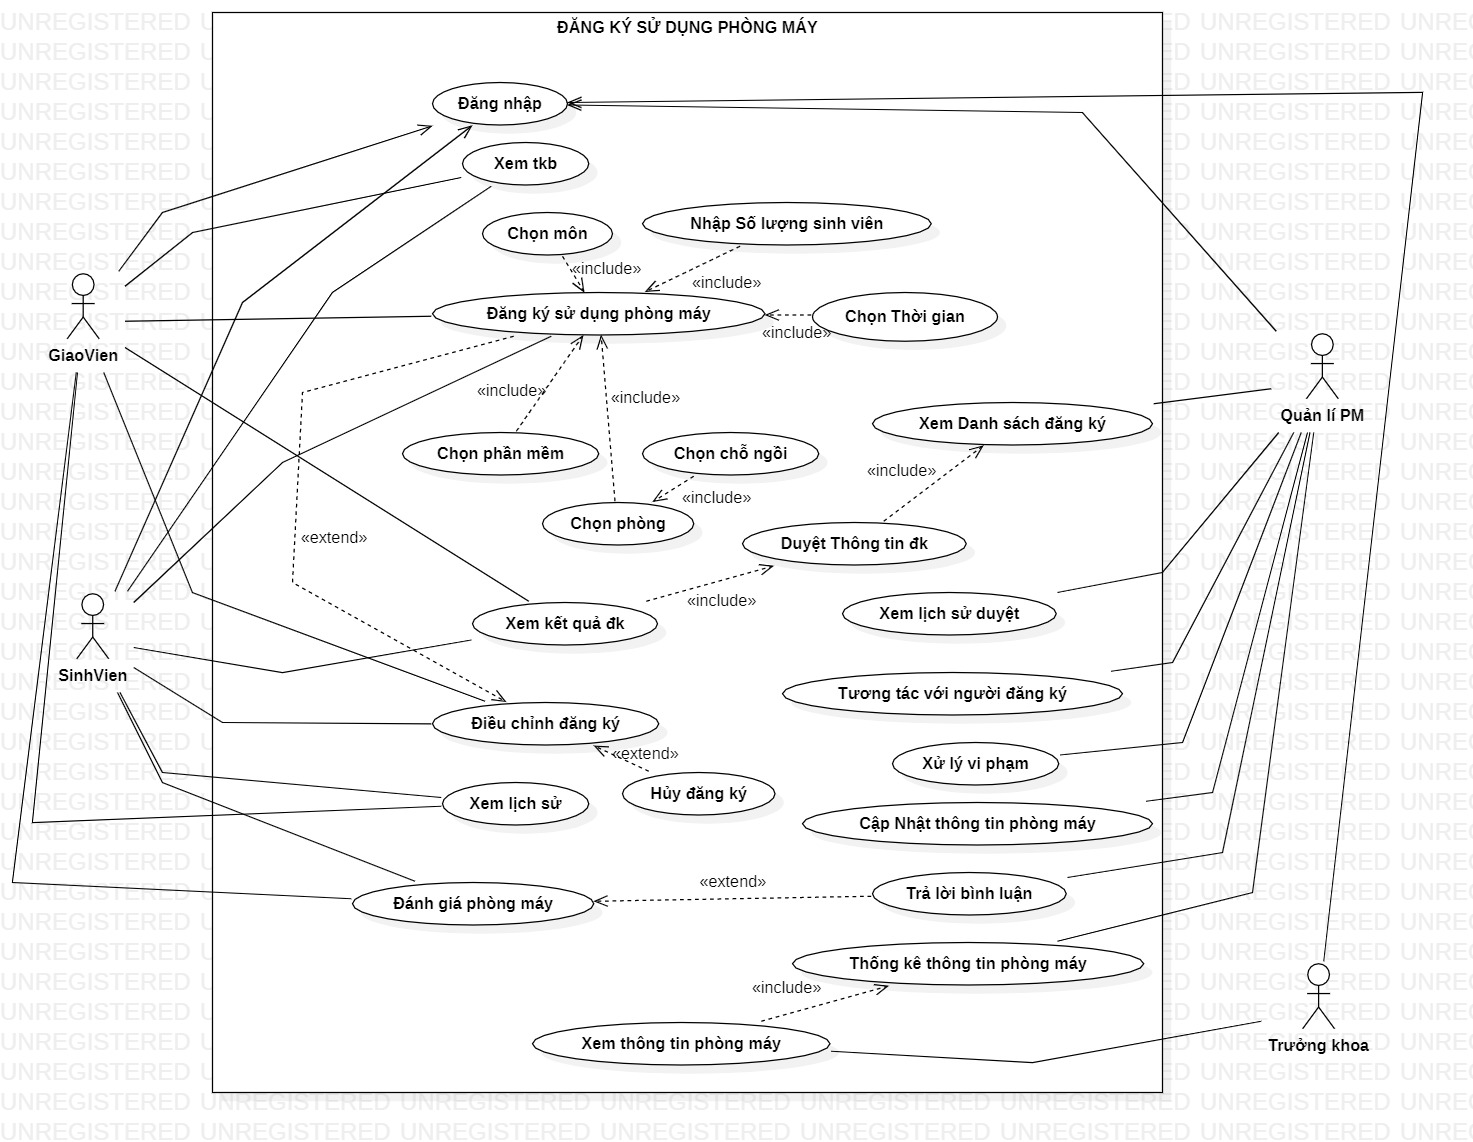 ĐĂNG KÝ SỬ DỤNG PHÒNG MÁY
Đăng nhập
Xem tkb
Chọn môn
Nhập Số lượng sinh viên
«include»
«include»
Đăng ký sử dụng phòng máy
Chọn Thời gian
«include»
GiaoVien
«include»
«include»
Quản lí PM
Xem Danh sách đăng ký
Chọn phần mềm
Chọn chỗ ngồi
«include»
«include»
Chọn phòng
«extend»
Duyệt Thông tin đk
«include»
Xem kết quả đk
Xem lịch sử duyệt
SinhVien
Tương tác với người đăng ký
Điều chỉnh đăng ký
«extend»
Xử lý vi phạm
Xem lịch sử
Hủy đăng ký
Cập Nhật thông tin phòng máy
«extend»
Trả lời bình luận
Đánh giá phòng máy
Thống kê thông tin phòng máy
«include»
Xem thông tin phòng máy
Trưởng khoa
UNREGISTERED